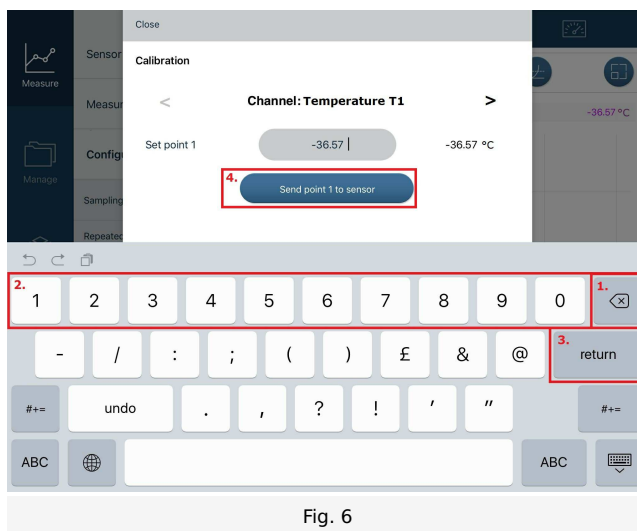 Close
Sensor
Calibration
Measure
Measur
< Channel: Temperature T1 >
-36.57 °C
Set point 1 -36.57 -36.57 °C
Config
Manage
4.
Send point 1 to sensor
Sampling
Repeated
2.
1 2 3 4 5 6 7 8 9 0
1.
- / : ; ( ) £ & @
3.
return
#+= undo . , ? ! ' " #+=
ABC ABC
Fig. 6